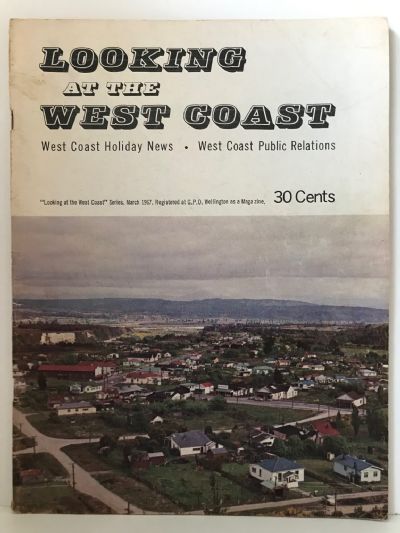 LOOKING
AT THE
WEST COAST
West Coast Holiday News • West Coast Public Relations
"Looking at the West Coast" Series, March 1967. Registered at G.P.O. Wellington as a Magazine. 30 Cents